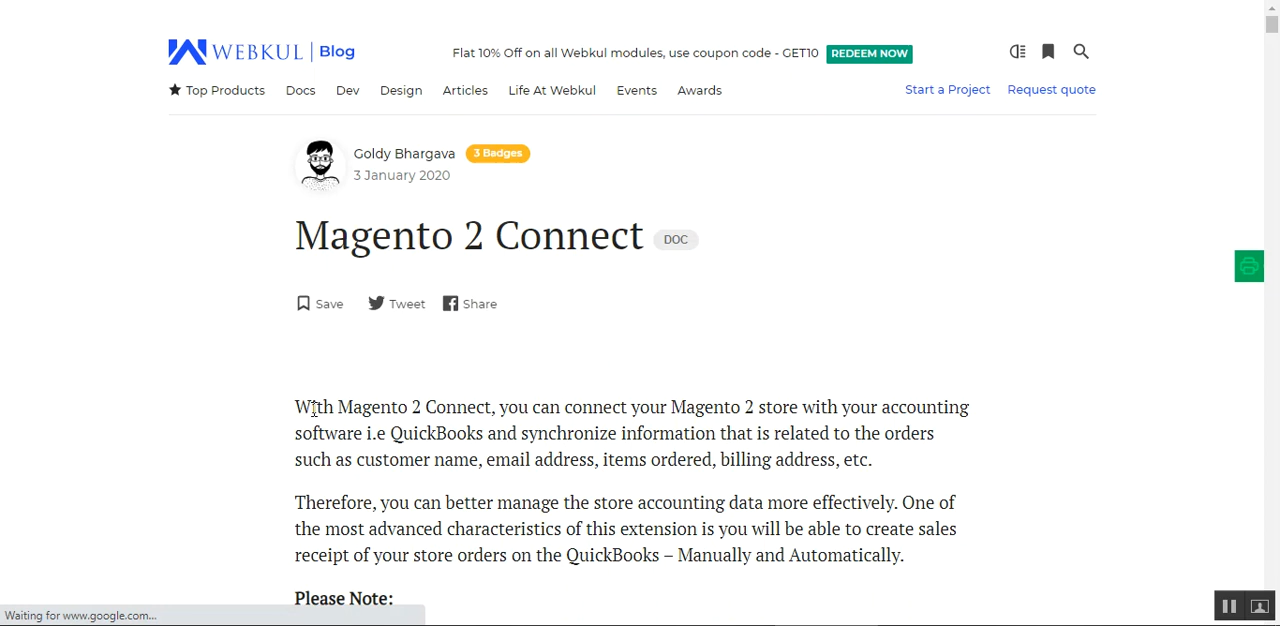 WEBKUL | Blog
Flat 10% Off on all Webkul modules, use coupon code - GET10 REDEEM NOW
Top Products Docs Dev Design Articles Life At Webkul Events Awards Start a Project Request quote
Goldy Bhargava 3 Badges
3 January 2020
Magento 2 Connect DOC
Save Tweet Share
With Magento 2 Connect, you can connect your Magento 2 store with your accounting
software i.e QuickBooks and synchronize information that is related to the orders
such as customer name, email address, items ordered, billing address, etc.
Therefore, you can better manage the store accounting data more effectively. One of
the most advanced characteristics of this extension is you will be able to create sales
receipt of your store orders on the QuickBooks – Manually and Automatically.
Please Note:
Waiting for www.google.com...